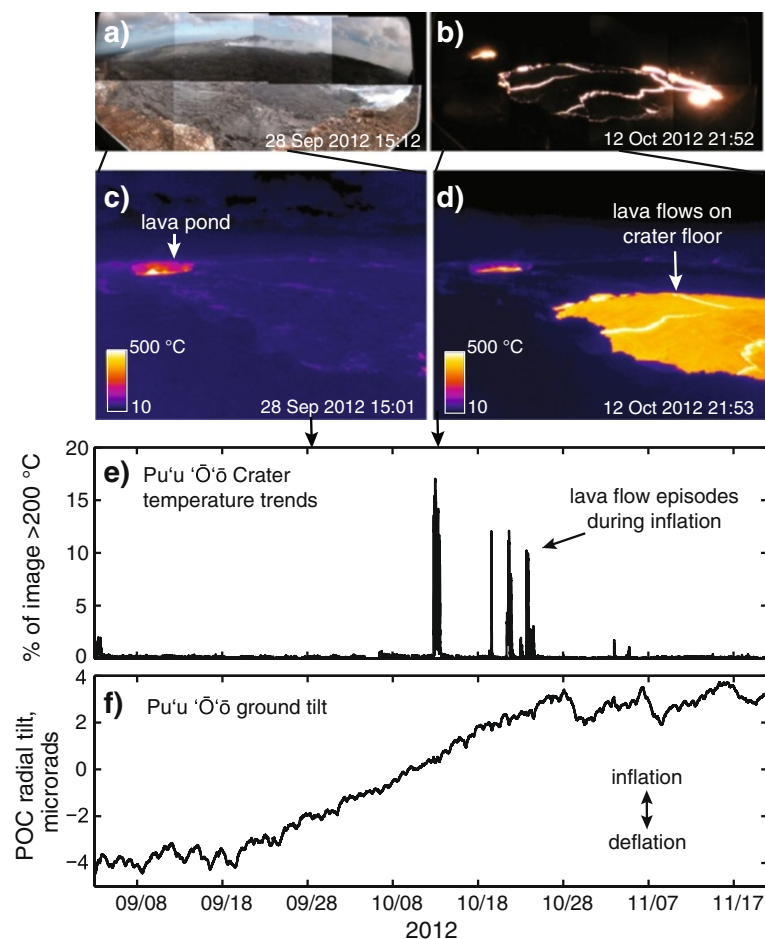 a)
28 Sep 2012 15:12
b)
12 Oct 2012 21:52
c)
lava pond
500 °C
10
28 Sep 2012 15:01
d)
lava flows on
crater floor
500 °C
10
12 Oct 2012 21:53
e)
Pu‘u ‘Ō‘ō Crater
temperature trends
lava flow episodes
during inflation
% of image >200 °C
20
15
10
5
0
f)
Pu‘u ‘Ō‘ō ground tilt
inflation
deflation
POC radial tilt,
microrads
4
2
0
−2
−4
09/08 09/18 09/28 10/08 10/18 10/28 11/07 11/17
2012